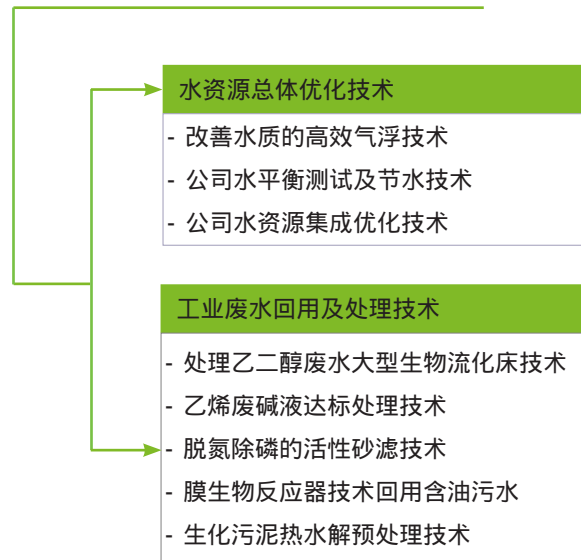 水资源总体优化技术
- 改善水质的高效气浮技术
- 公司水平衡测试及节水技术
- 公司水资源集成优化技术
工业废水回用及处理技术
- 处理乙二醇废水大型生物流化床技术
- 乙烯废碱液达标处理技术
- 脱氮除磷的活性砂滤技术
- 膜生物反应器技术回用含油污水
- 生化污泥热水解预处理技术